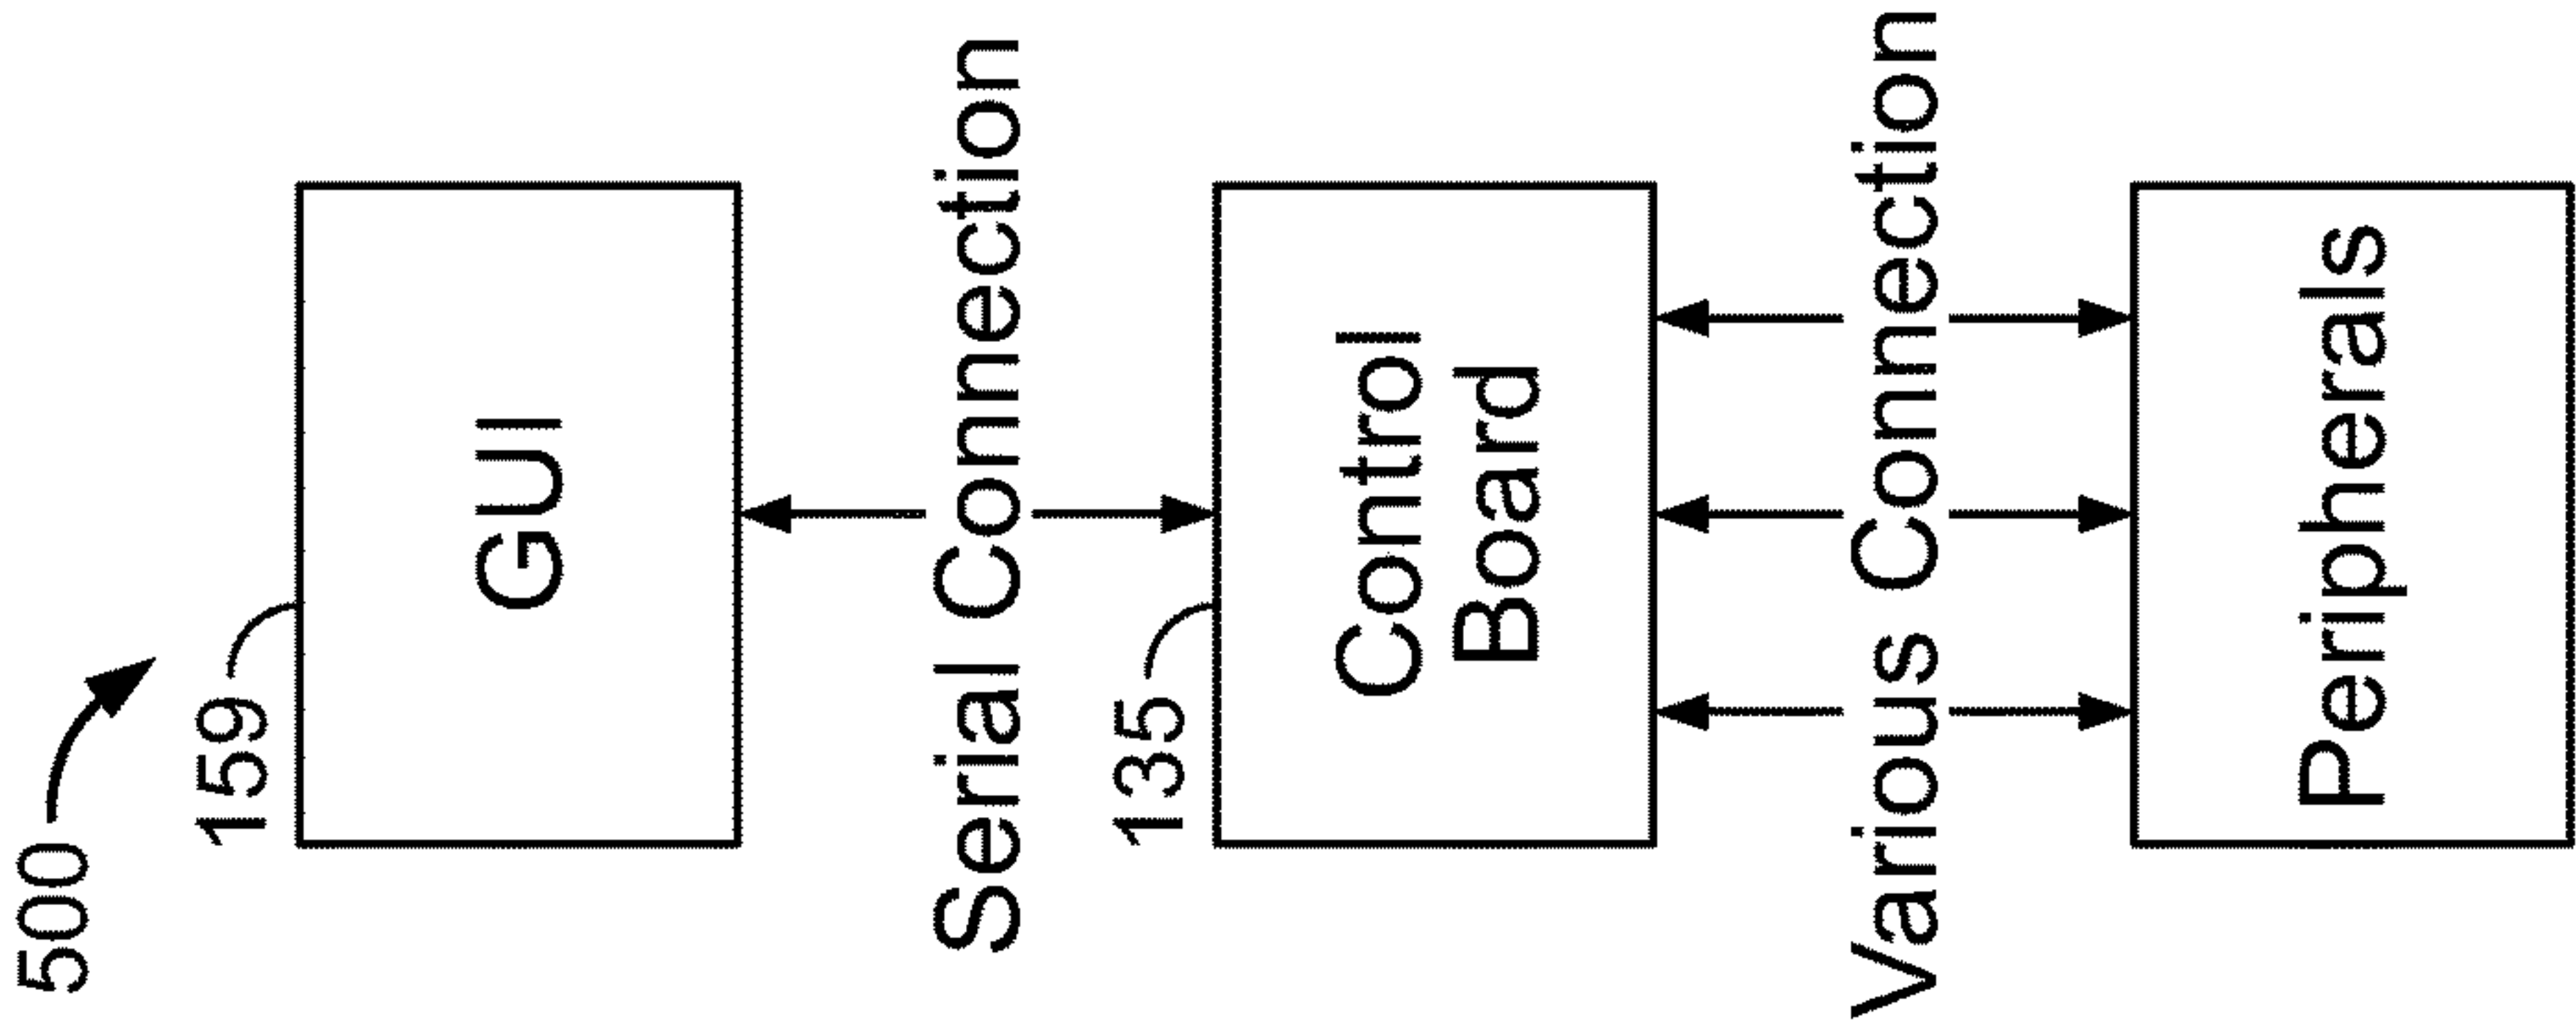 500
159
GUI
Serial Connection
135
Control
Board
Various Connection
Peripherals